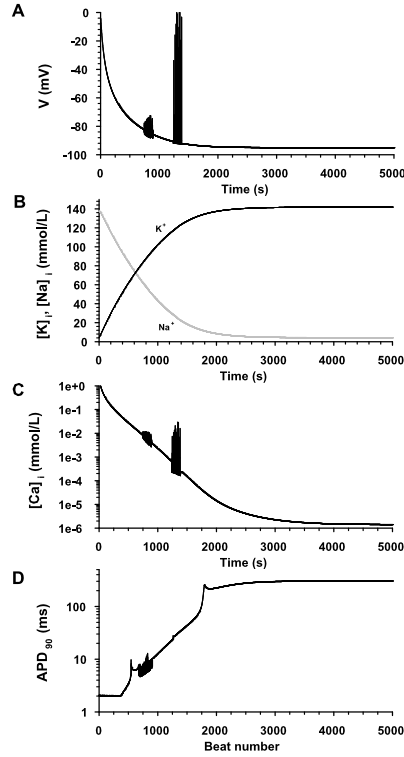 A
0
-20
-40
-60
-80
-100
V (mV)
0 1000 2000 3000 4000 5000
Time (s)
B
140
120
100
80
60
40
20
0
[K]i, [Na]i (mmol/L)
K+
Na+
0 1000 2000 3000 4000 5000
Time (s)
C
1e+0
1e-1
1e-2
1e-3
1e-4
1e-5
1e-6
[Ca]i (mmol/L)
0 1000 2000 3000 4000 5000
Time (s)
D
100
10
1
APD90 (ms)
0 1000 2000 3000 4000 5000
Beat number